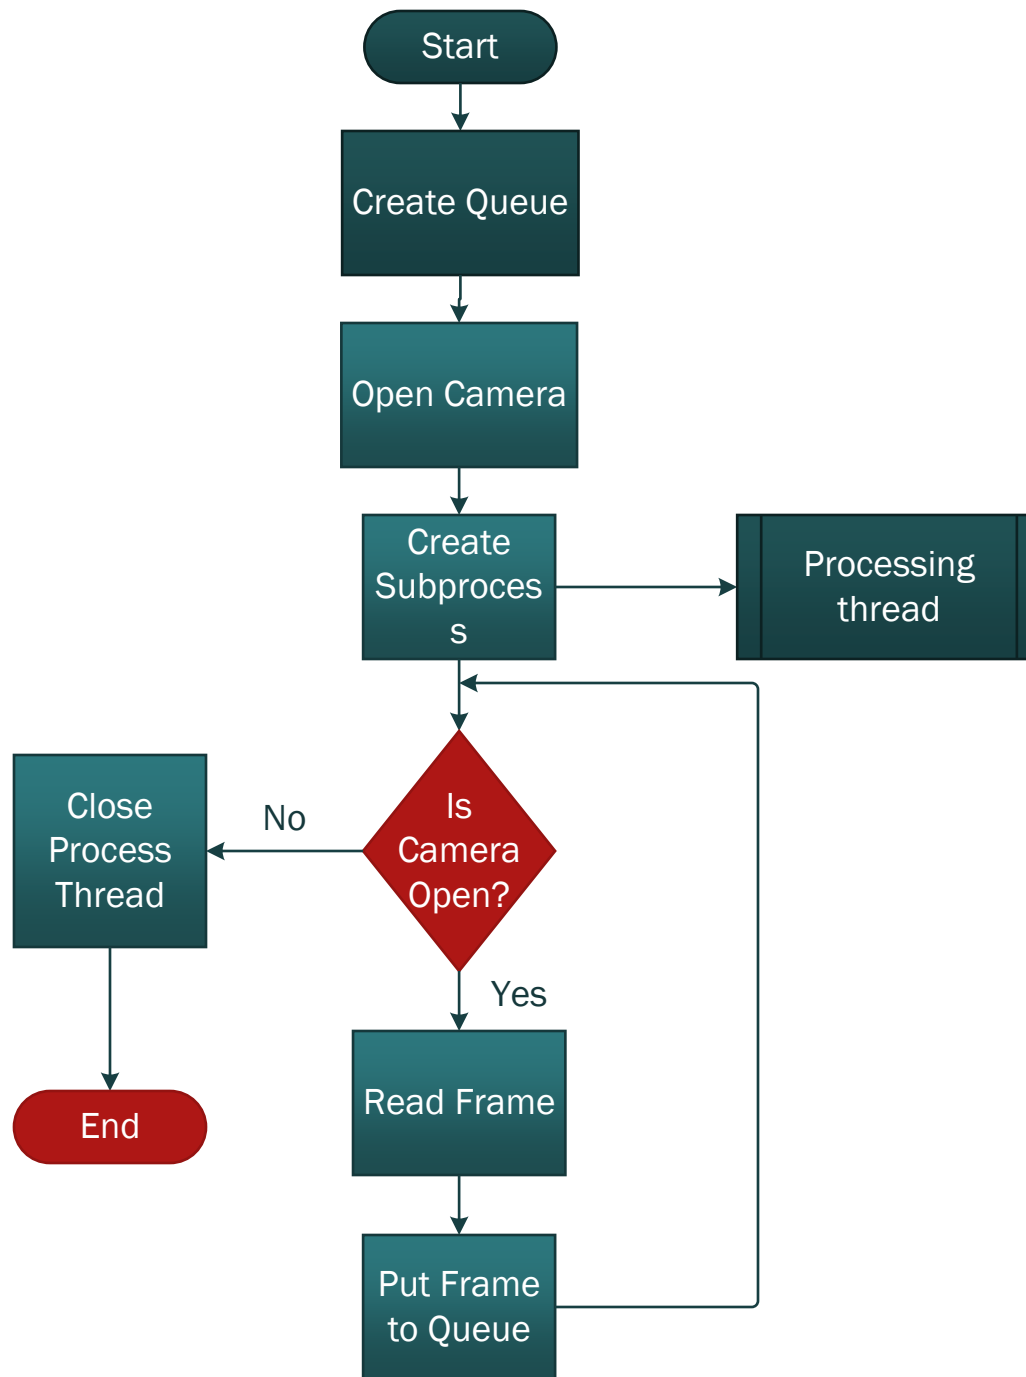 Start
Create Queue
Open Camera
Create
Subproces
s
Processing
thread
Is
Camera
Open?
No
Close
Process
Thread
Yes
Read Frame
End
Put Frame
to Queue